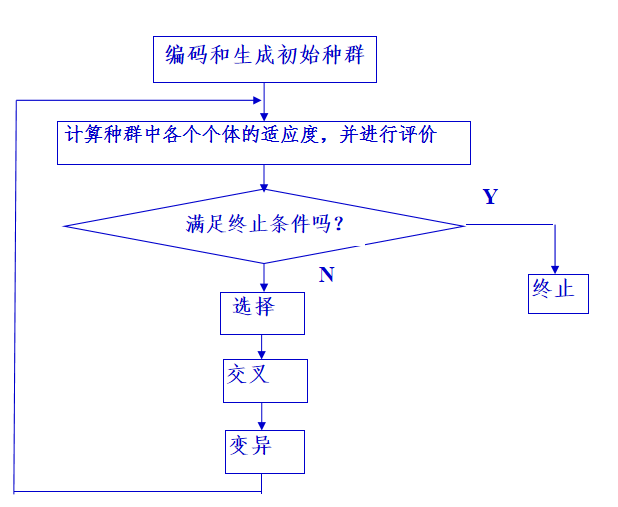 编码和生成初始种群
计算种群中各个个体的适应度，并进行评价
满足终止条件吗？
Y
N
终止
选择
交叉
变异